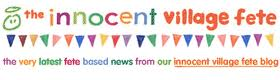 the innocent village fete
the very latest fete based news from our innocent village fete blog